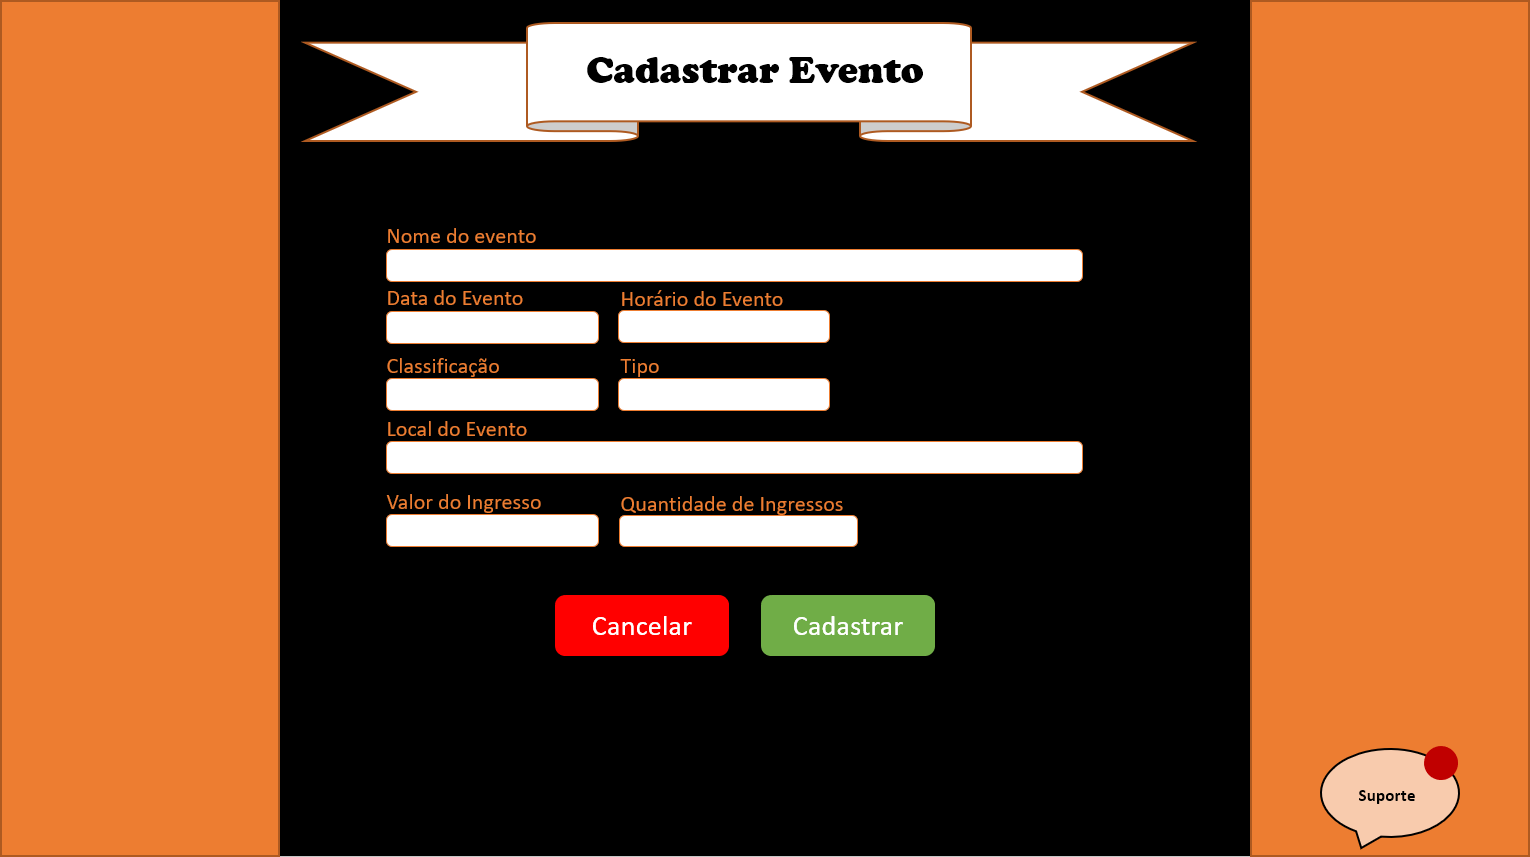 Cadastrar Evento
Nome do evento
Data do Evento
Horário do Evento
Classificação
Tipo
Local do Evento
Valor do Ingresso
Quantidade de Ingressos
Cancelar
Cadastrar
Suporte